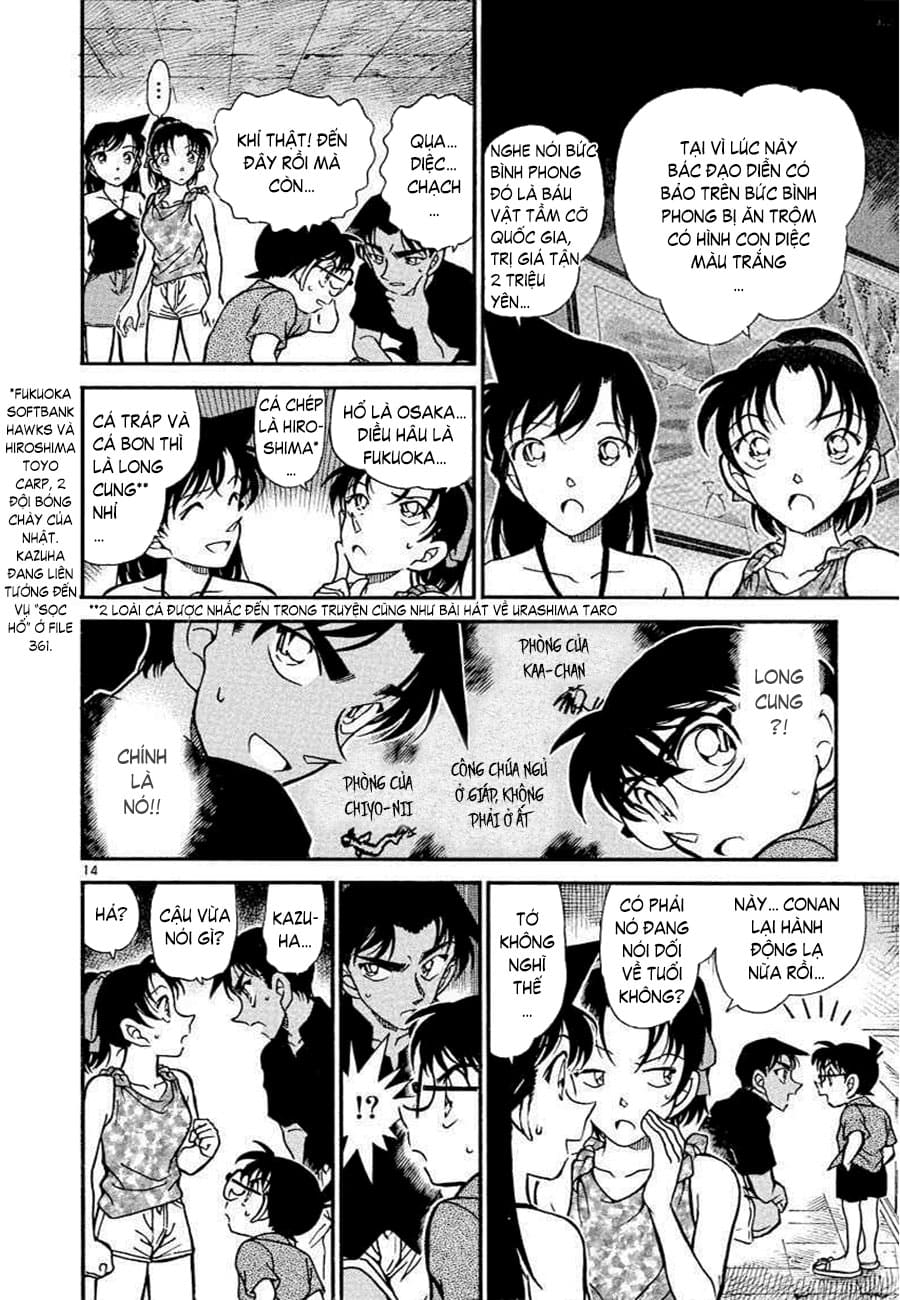 TẠI VÌ LÚC NÀY
BÁC ĐẠO DIỀN CÓ
BẢO TRÊN BỨC BÌNH
PHONG BỊ ĂN TRỘM
CÓ HÌNH CON DIỆC
MÀU TRẮNG
...
NGHE NÓI BỨC
BÌNH PHONG
ĐÓ LÀ BÁU
VẬT TẦM CỠ
QUỐC GIA,
TRỊ GIÁ TẬN
2 TRIỆU
YÊN...
QUA...
DIỆC...
CHẠCH
...
KHÍ THẬT! ĐẾN
ĐÂY RỒI MÀ
CÒN...
...
HỔ LÀ OSAKA...
DIỀU HÂU LÀ
FUKUOKA...
CÁ CHÉP
LÀ HIRO-
SHIMA*
...
CÁ TRÁP VÀ
CÁ BƠN THÌ
LÀ LONG
CUNG**
NHỈ
...
*FUKUOKA
SOFTBANK
HAWKS VÀ
HIROSHIMA
TOYO
CARP, 2
ĐỘI BÓNG
CHÀY CỦA
NHẬT.
KAZUHA
ĐANG LIÊN
TƯỞNG ĐẾN
VỤ "SỌC
HỔ" Ở FILE
361.
**2 LOÀI CÁ ĐƯỢC NHẮC ĐẾN TRONG TRUYỆN CŨNG NHƯ BÀI HÁT VỀ URASHIMA TARO
LONG
CUNG
?!
PHÒNG CỦA
KAA-CHAN
CÔNG CHÚA NGỦ
Ở GIÁP, KHÔNG
PHẢI Ở ẤT
PHÒNG CỦA
CHIYO-NII
CHÍNH
LÀ
NÓ!!
14
NÀY... CONAN
LẠI HÀNH
ĐỘNG LẠ
NỮA RỒI...
CÓ PHẢI
NÓ ĐANG
NÓI DỐI
VỀ TUỔI
KHÔNG?
TỚ
KHÔNG
NGHĨ
THẾ
...
!?
KAZU-
HA...
CẬU VỪA
NÓI GÌ?
HẢ?